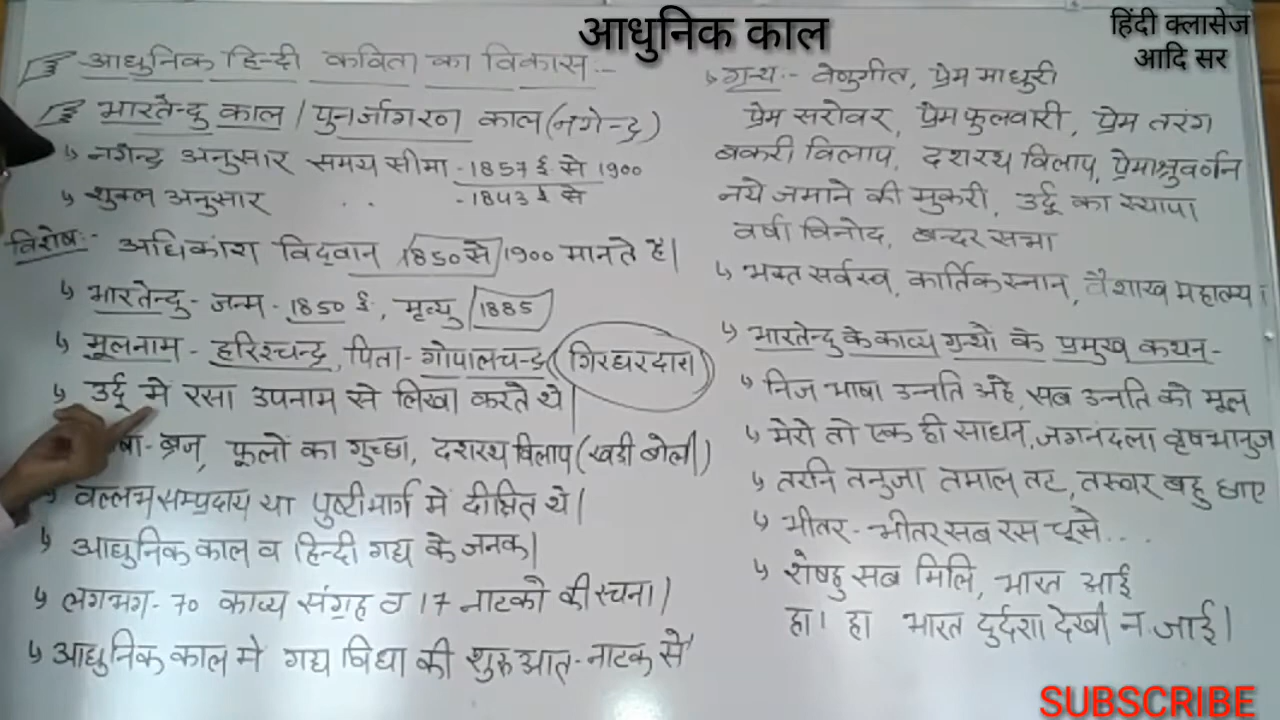 आधुनिक काल
हिंदी क्लासेज
आदि सर
आधुनिक हिन्दी कविता का विकास :-
भारतेन्दु काल / पुनर्जागरण काल (नगेन्द्र)
↳ नगेन्द्र अनुसार समय सीमा - 1857 ई से 1900
↳ शुक्ल अनुसार . . - 1843 ई से
विशेष:- अधिकांश विद्वान 1850 से 1900 मानते है।
↳ भारतेन्दु - जन्म - 1850 ई, मृत्यु 1885
↳ मूलनाम - हरिश्चन्द्र, पिता - गोपालचन्द्र (गिरधरदास)
↳ उर्दू मे रसा उपनाम से लिखा करते थे।
षा - ब्रज, फूलो का गुच्छा, दशरथ विलाप (खडी बोली)
↳ वल्लभ सम्प्रदाय या पुष्टीमार्ग में दीक्षित थे।
↳ आधुनिक काल व हिन्दी गद्य के जनक।
↳ लगभग - 70 काव्य संग्रह व 17 नाटको की रचना।
↳ आधुनिक काल मे गद्य विधा की शुरुआत - नाटक से
↳ ग्रन्थ :- वेणुगीत, प्रेम माधुरी
प्रेम सरोवर, प्रेम फुलवारी, प्रेम तरंग
बकरी विलाप, दशरथ विलाप, प्रेमाश्रुवर्णन
नये जमाने की मुकरी, उर्दू का स्यापा
वर्षा विनोद, बन्दर सभा
↳ भक्त सर्वस्व, कार्तिक स्नान, वैशाख महात्म्य।
↳ भारतेन्दु के काव्य ग्रन्थो के प्रमुख कथन -
↳ निज भाषा उन्नति अहे, सब उन्नति को मूल
↳ मेरो तो एक ही साधन, जग नंदलला वृषभानुज
↳ तरनि तनुजा तमाल तट, तरुवर बहु छाए
↳ भीतर - भीतर सब रस चूसे. . .
↳ रोवहु सब मिलि, भारत भाई
हा। हा भारत दुर्दशा देखी न जाई।
SUBSCRIBE